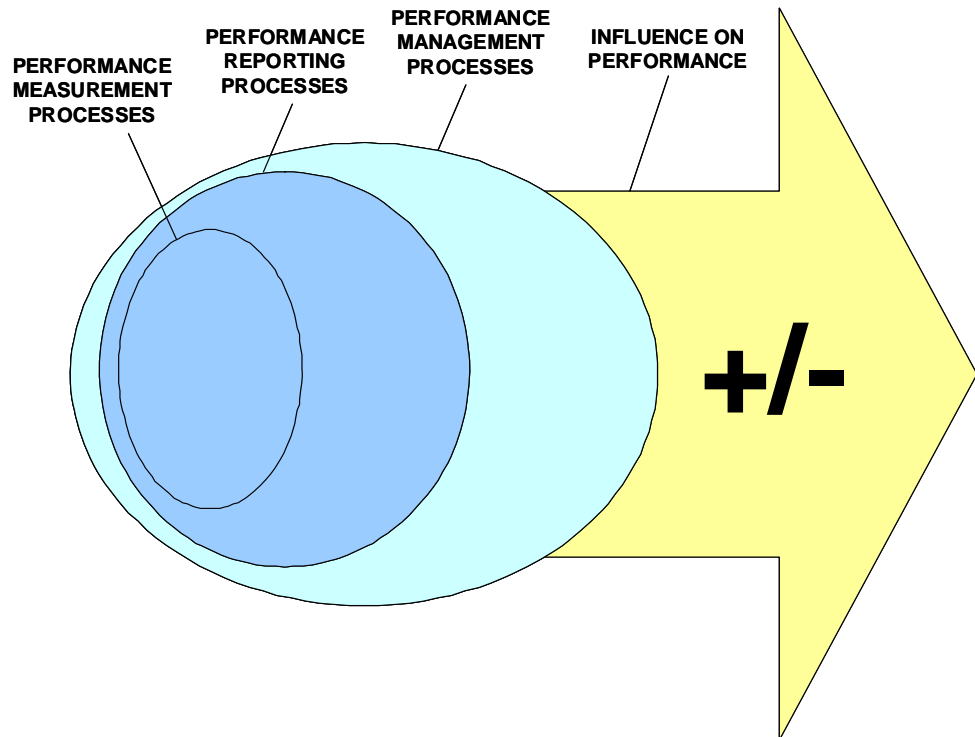 PERFORMANCE
MEASUREMENT
PROCESSES
PERFORMANCE
REPORTING
PROCESSES
PERFORMANCE
MANAGEMENT
PROCESSES
INFLUENCE ON
PERFORMANCE
+/-